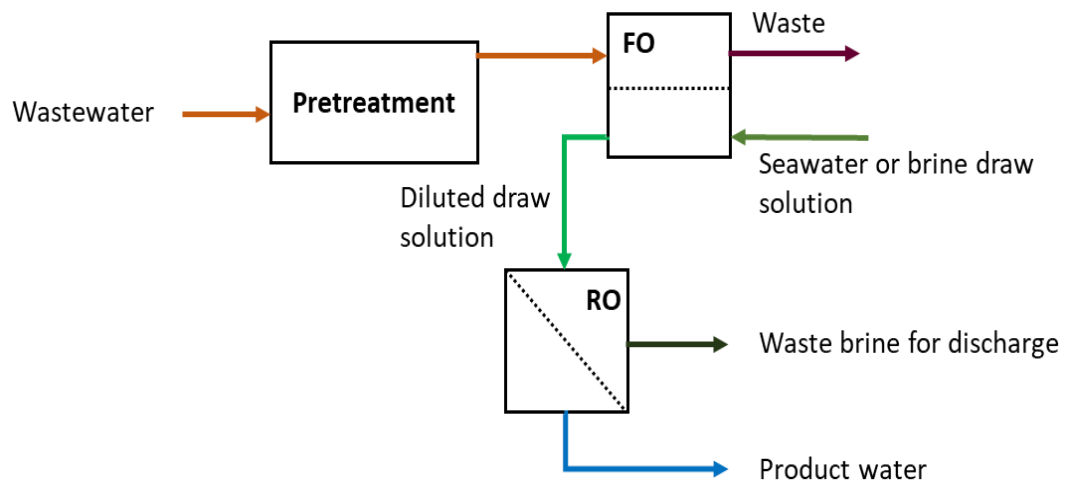 Waste
FO
Wastewater
Pretreatment
Seawater or brine draw
solution
Diluted draw
solution
RO
Waste brine for discharge
Product water